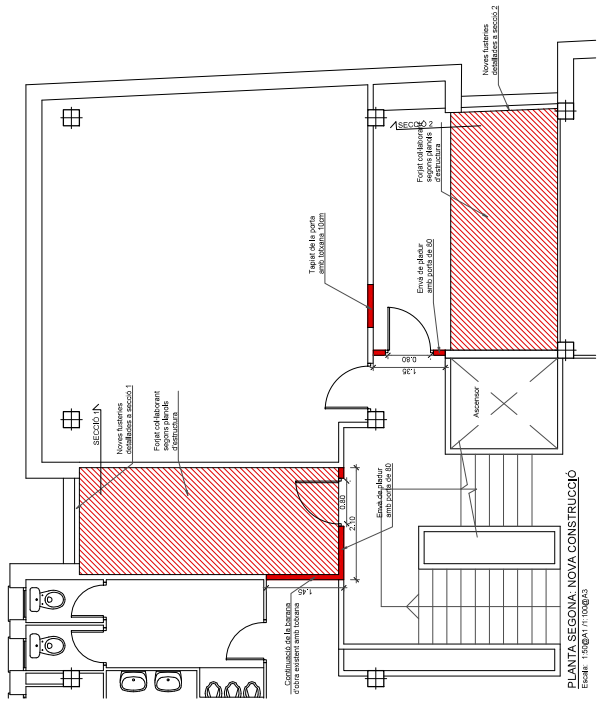 Noves fusteries
detallades a secció 2
SECCIÓ 2
Forjat col·laborant
segons plànols
d'estructura
Tapiat de la porta
amb totxana 10cm
Envà de pladur
amb porta de 80
0.80
1.35
Ascensor
SECCIÓ 1
Noves fusteries
detallades a secció 1
Forjat col·laborant
segons plànols
d'estructura
Envà de pladur
amb porta de 80
0.80
2.10
1.45
Continuació de la barana
d'obra existent amb totxana
PLANTA SEGONA: NOVA CONSTRUCCIÓ
Escala: 1:50@A1 /1:100@A3